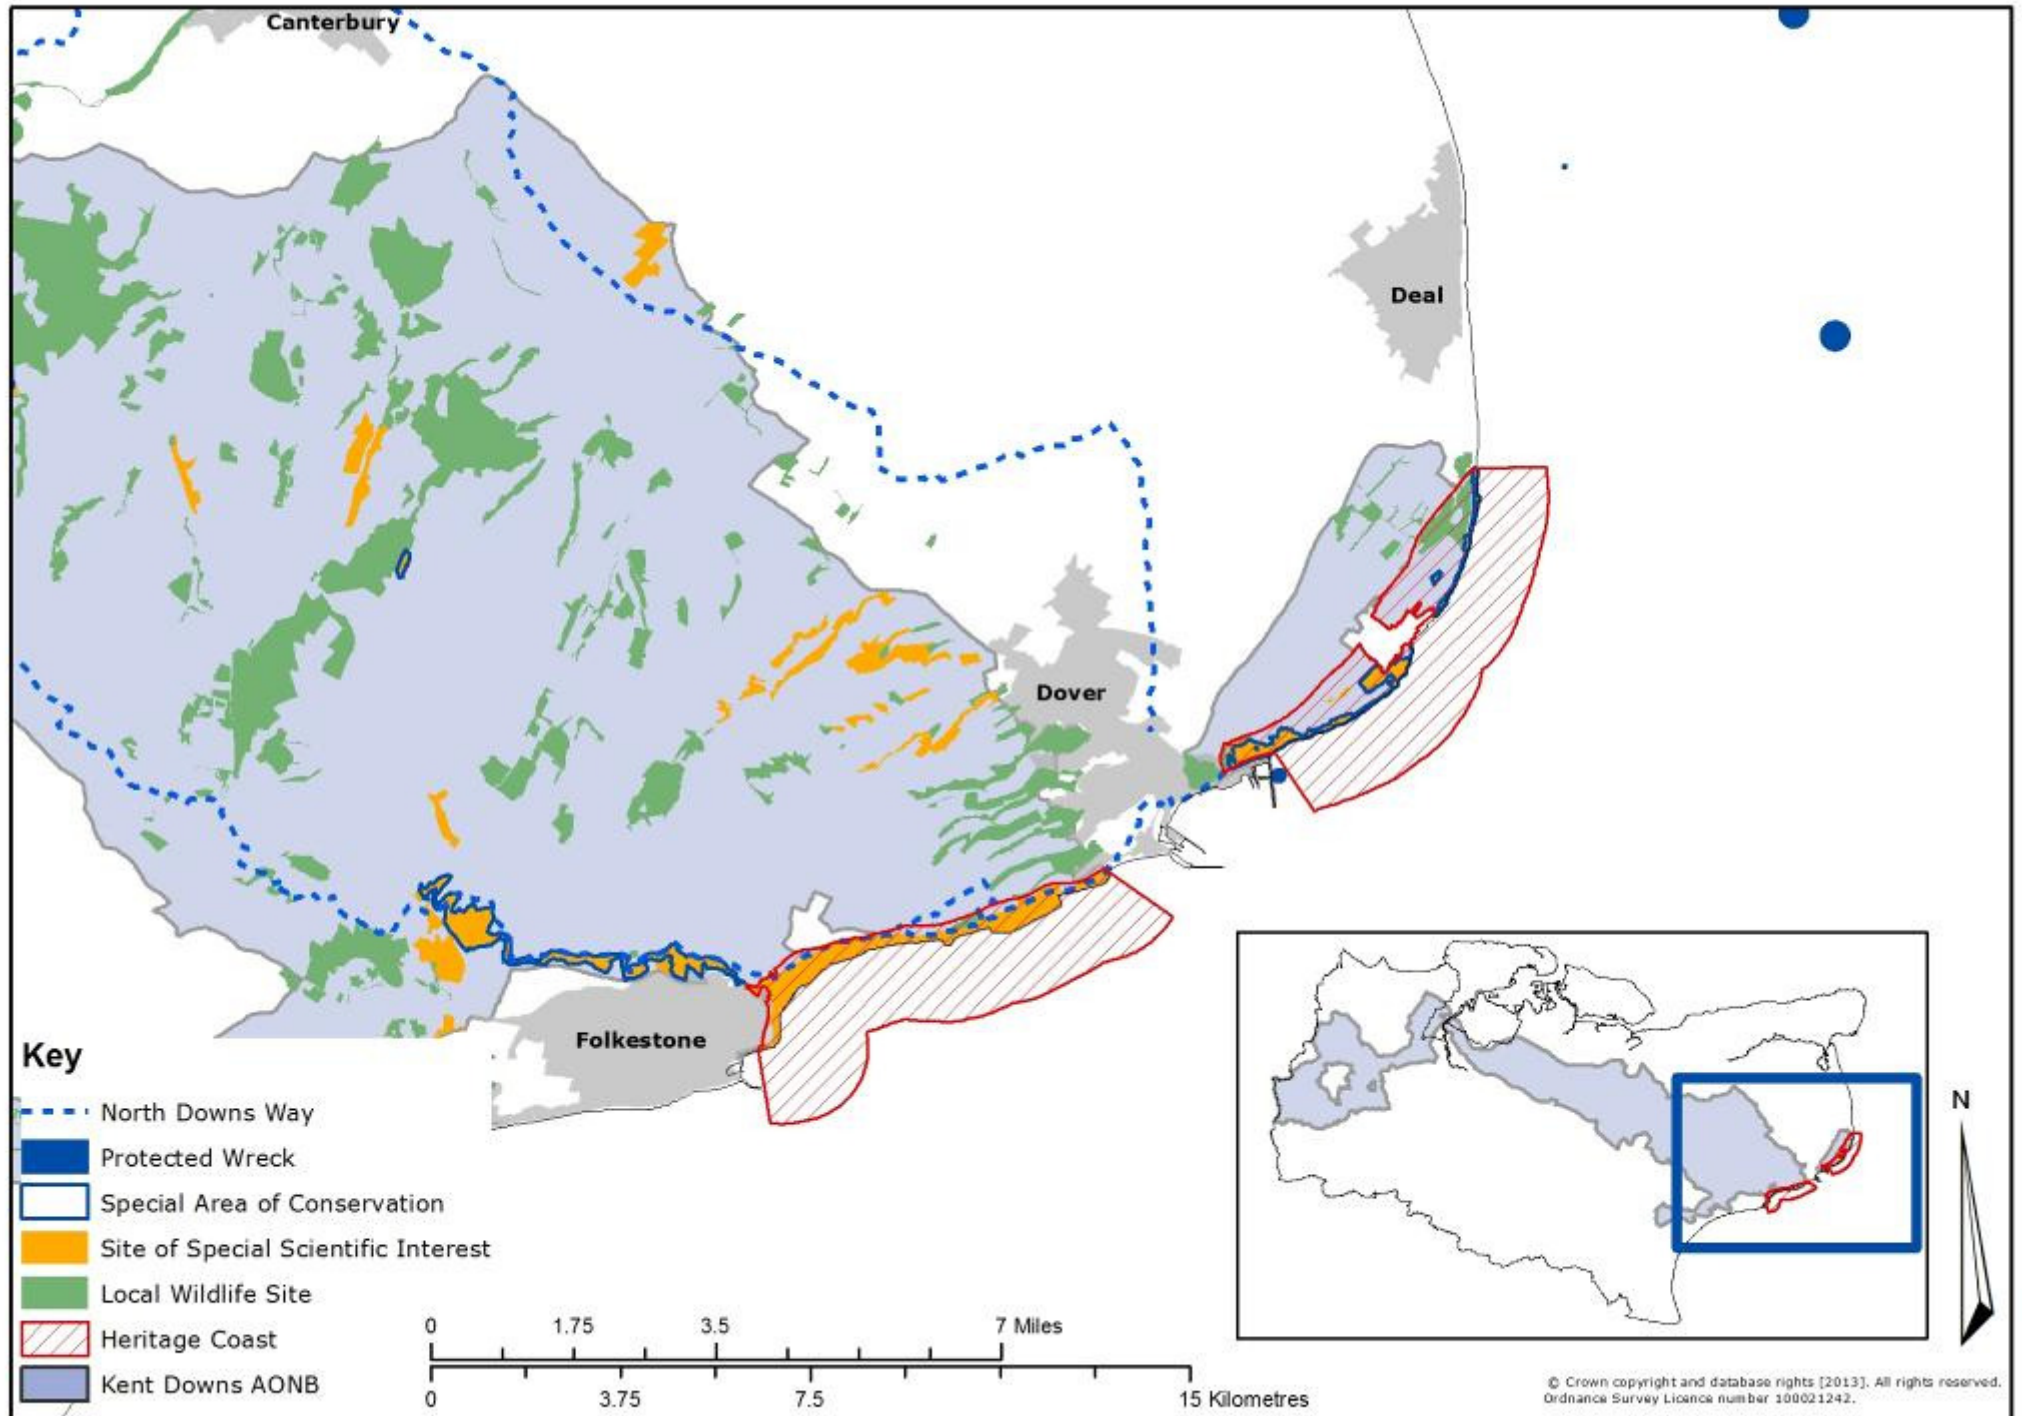 Canterbury
Deal
Dover
Folkestone
Key
North Downs Way
Protected Wreck
Special Area of Conservation
Site of Special Scientific Interest
Local Wildlife Site
Heritage Coast
Kent Downs AONB
0 1.75 3.5 7 Miles
0 3.75 7.5 15 Kilometres
N
© Crown copyright and database rights [2013]. All rights reserved.
Ordnance Survey Licence number 100021242.